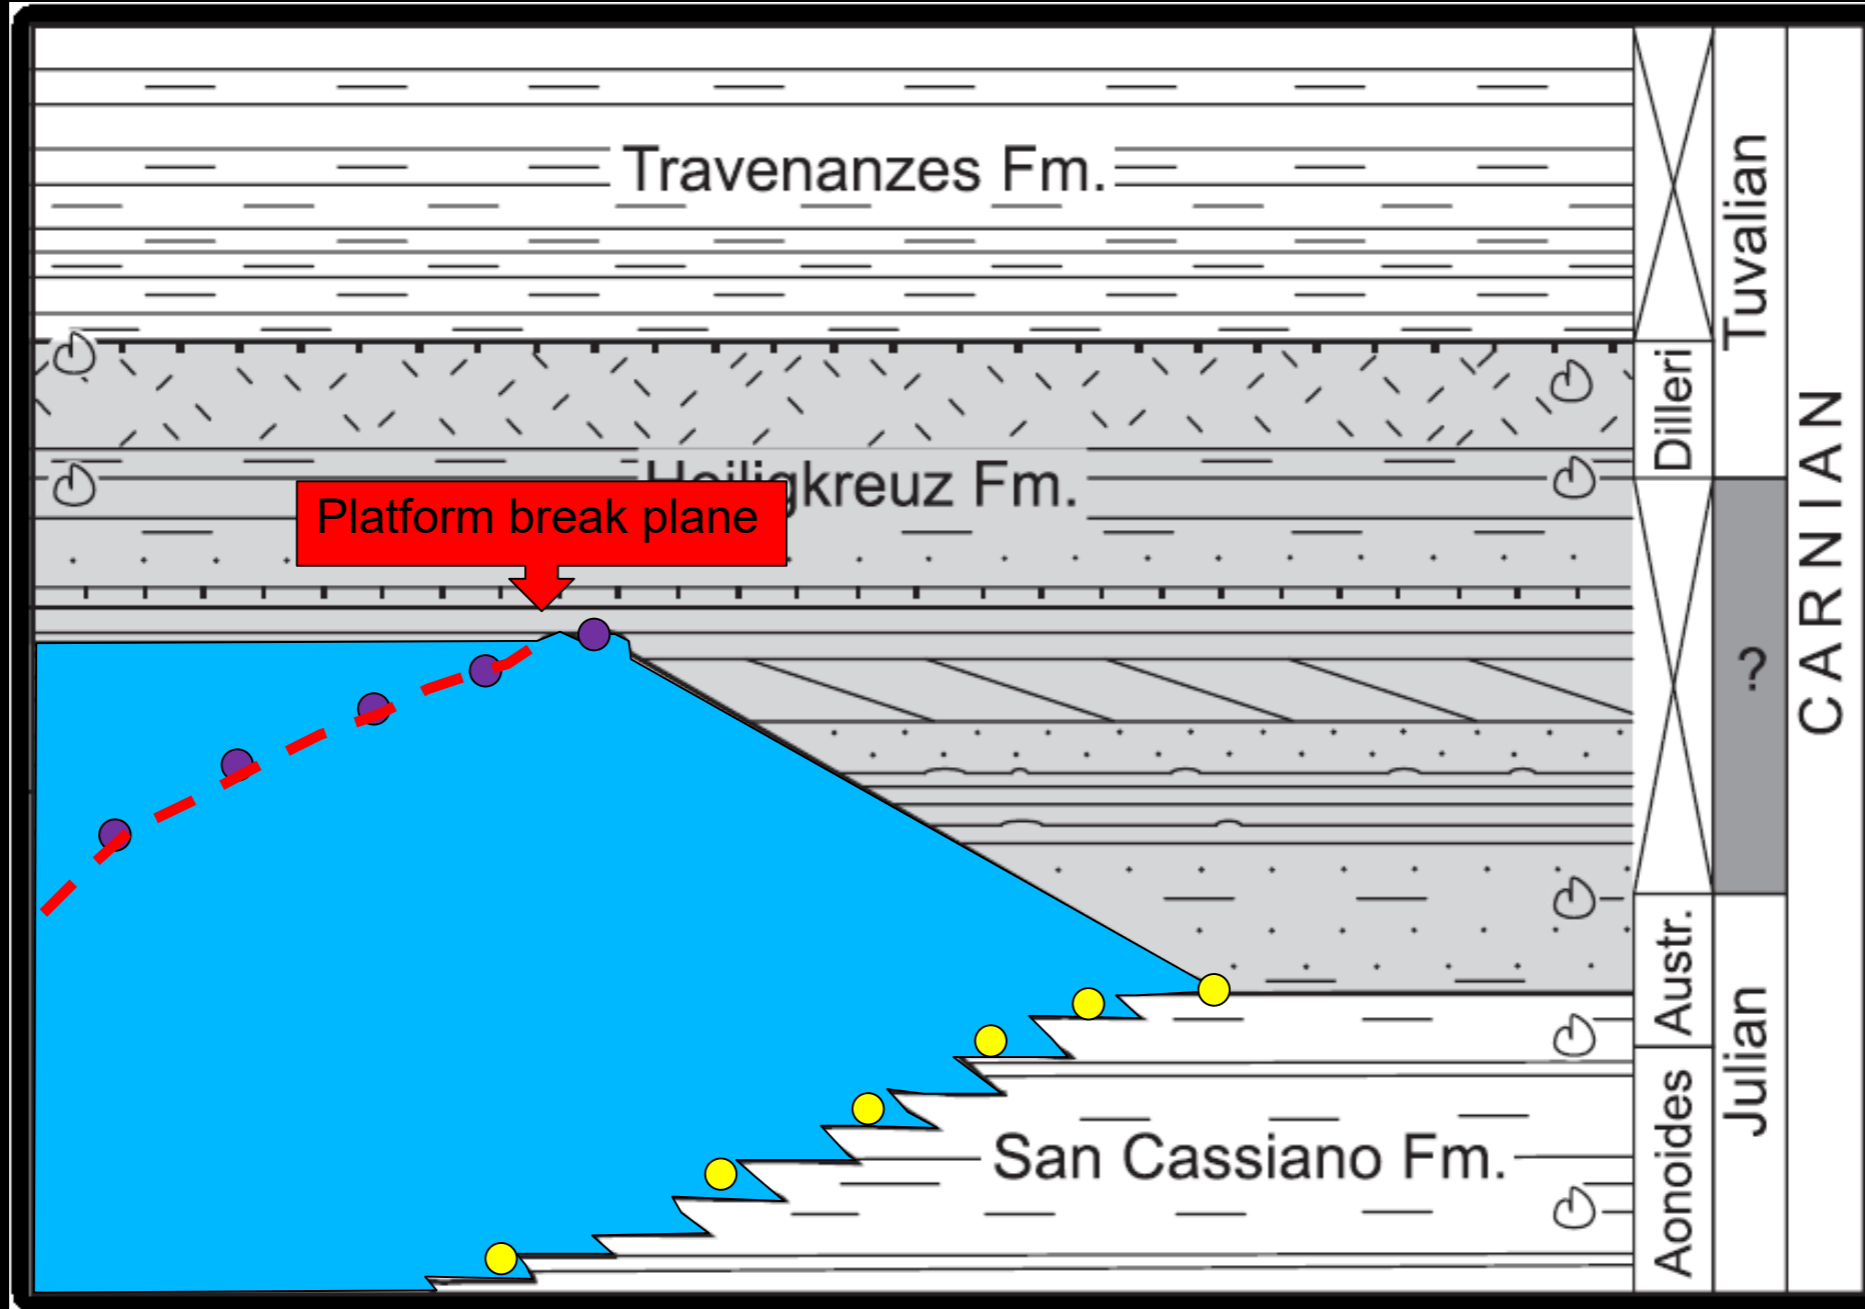 Travenanzes Fm.
Heiligkreuz Fm.
Platform break plane
San Cassiano Fm.
Dilleri
Austr.
Aonoides
Tuvalian
?
Julian
CARNIAN